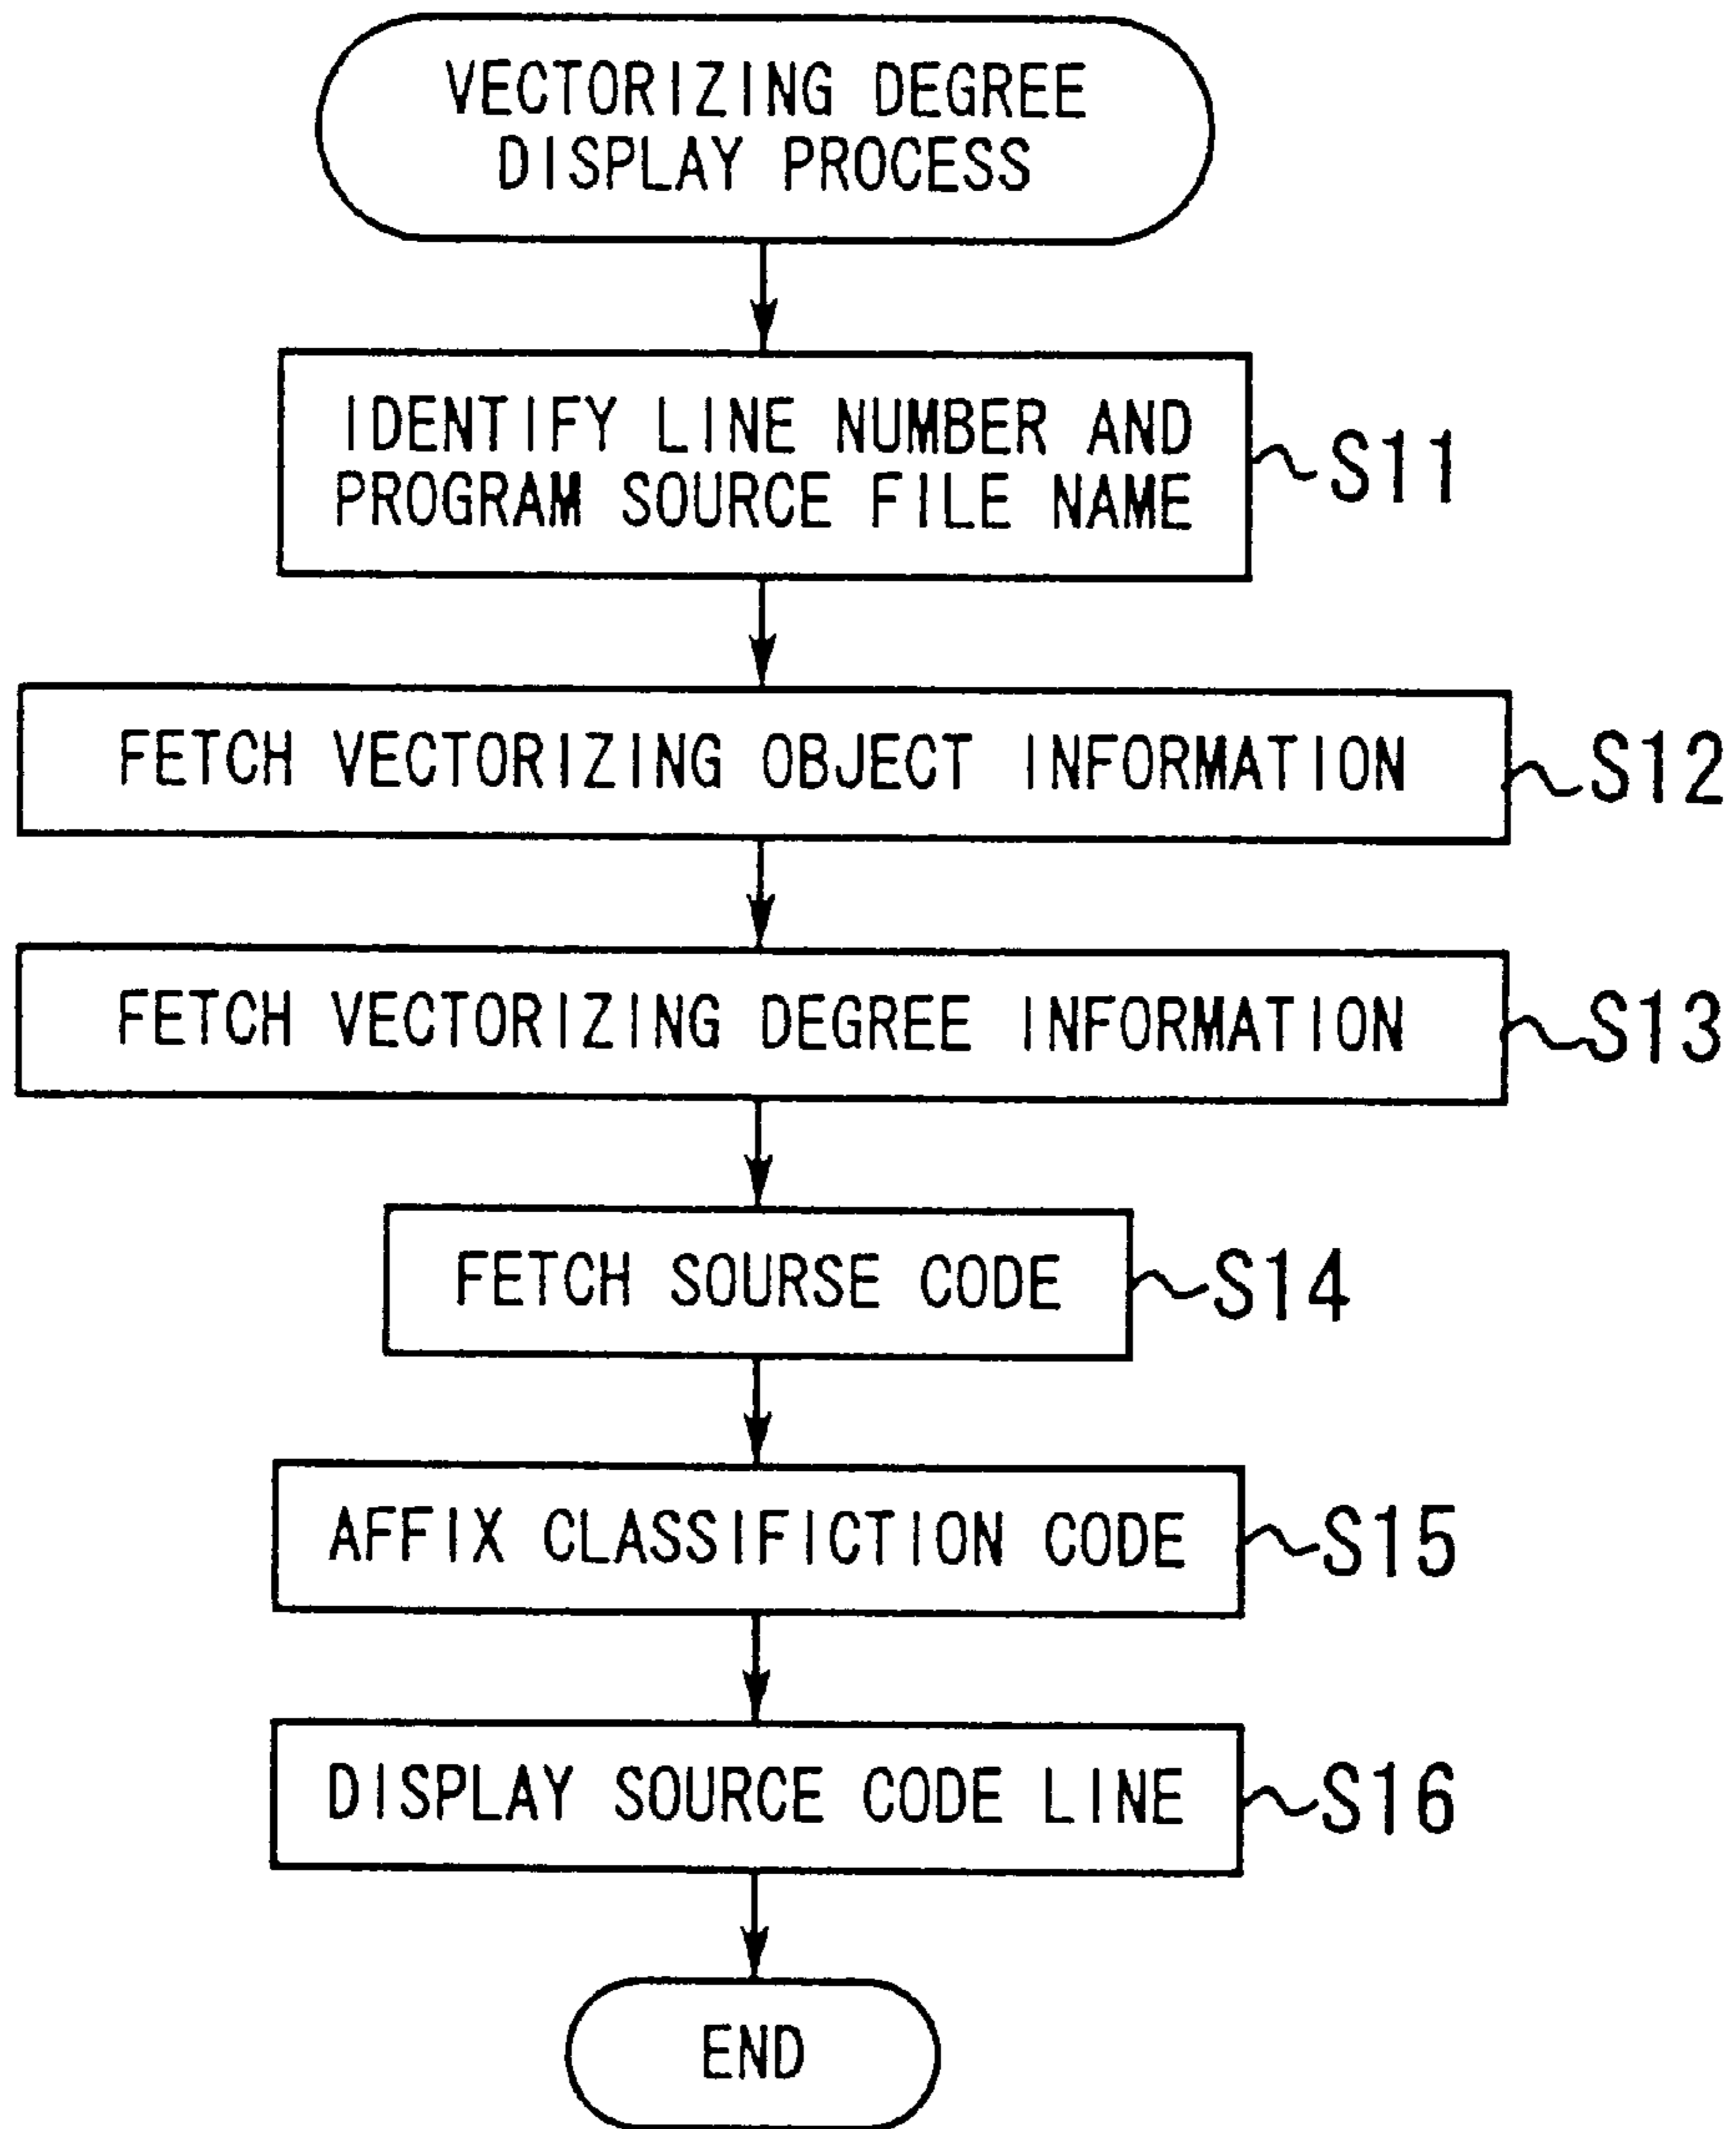 VECTORIZING DEGREE
DISPLAY PROCESS
IDENTIFY LINE NUMBER AND
PROGRAM SOURCE FILE NAME
S11
FETCH VECTORIZING OBJECT INFORMATION
S12
FETCH VECTORIZING DEGREE INFORMATION
S13
FETCH SOURSE CODE
S14
AFFIX CLASSIFICTION CODE
S15
DISPLAY SOURCE CODE LINE
S16
END